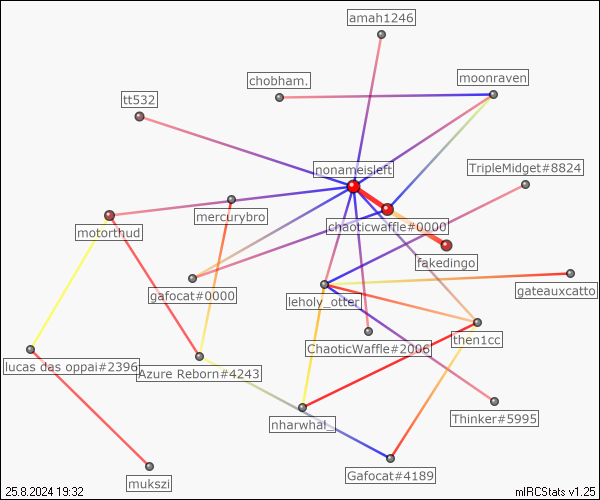 amah1246
moonraven
chobham.
tt532
nonameisleft
TripleMidget#8824
mercurybro
chaoticwaffle#0000
motorthud
fakedingo
gateauxcatto
gafocat#0000
leholy_otter
then1cc
ChaoticWaffle#2006
lucas das oppai#2396
Azure Reborn#4243
Thinker#5995
nharwhal_
Gafocat#4189
mukszi
25.8.2024 19:32
mIRCStats v1.25